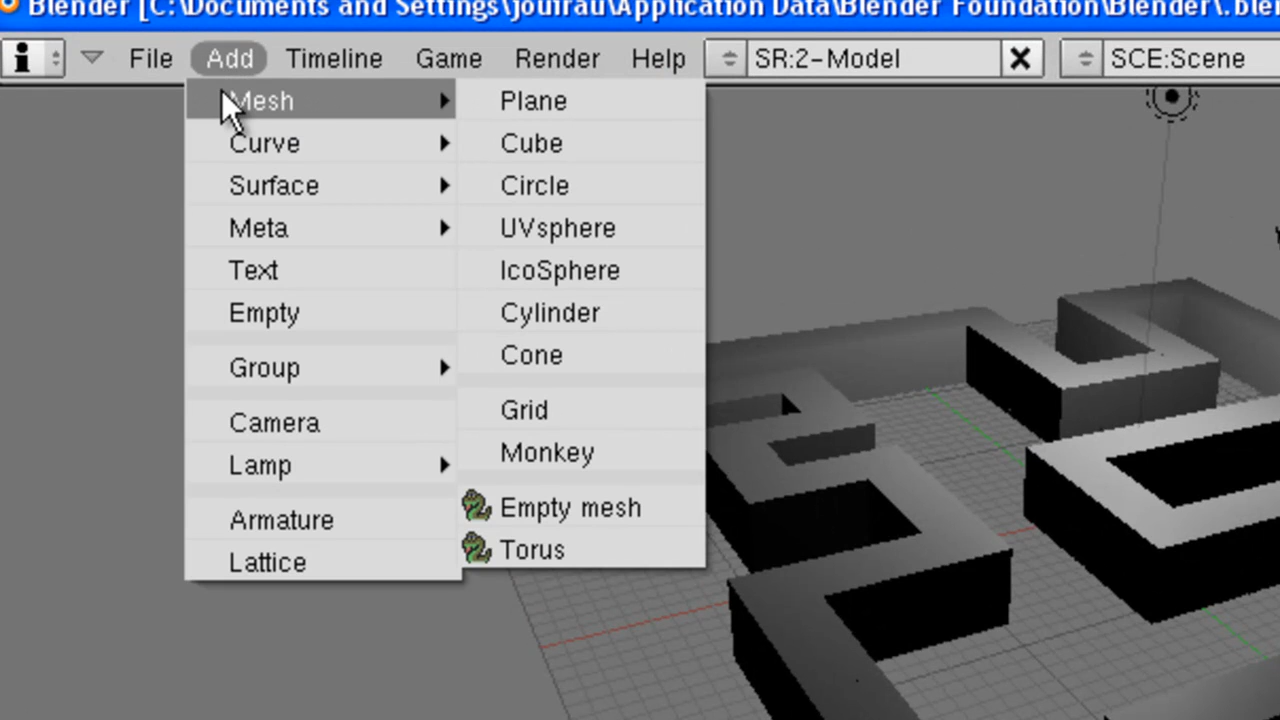 Blender [C:\Documents and Settings\jouirau\Application Data\Blender Foundation\Blender\.blen
File Add Timeline Game Render Help SR:2-Model SCE:Scene
Mesh
Curve
Surface
Meta
Text
Empty
Group
Camera
Lamp
Armature
Lattice
Plane
Cube
Circle
UVsphere
IcoSphere
Cylinder
Cone
Grid
Monkey
Empty mesh
Torus